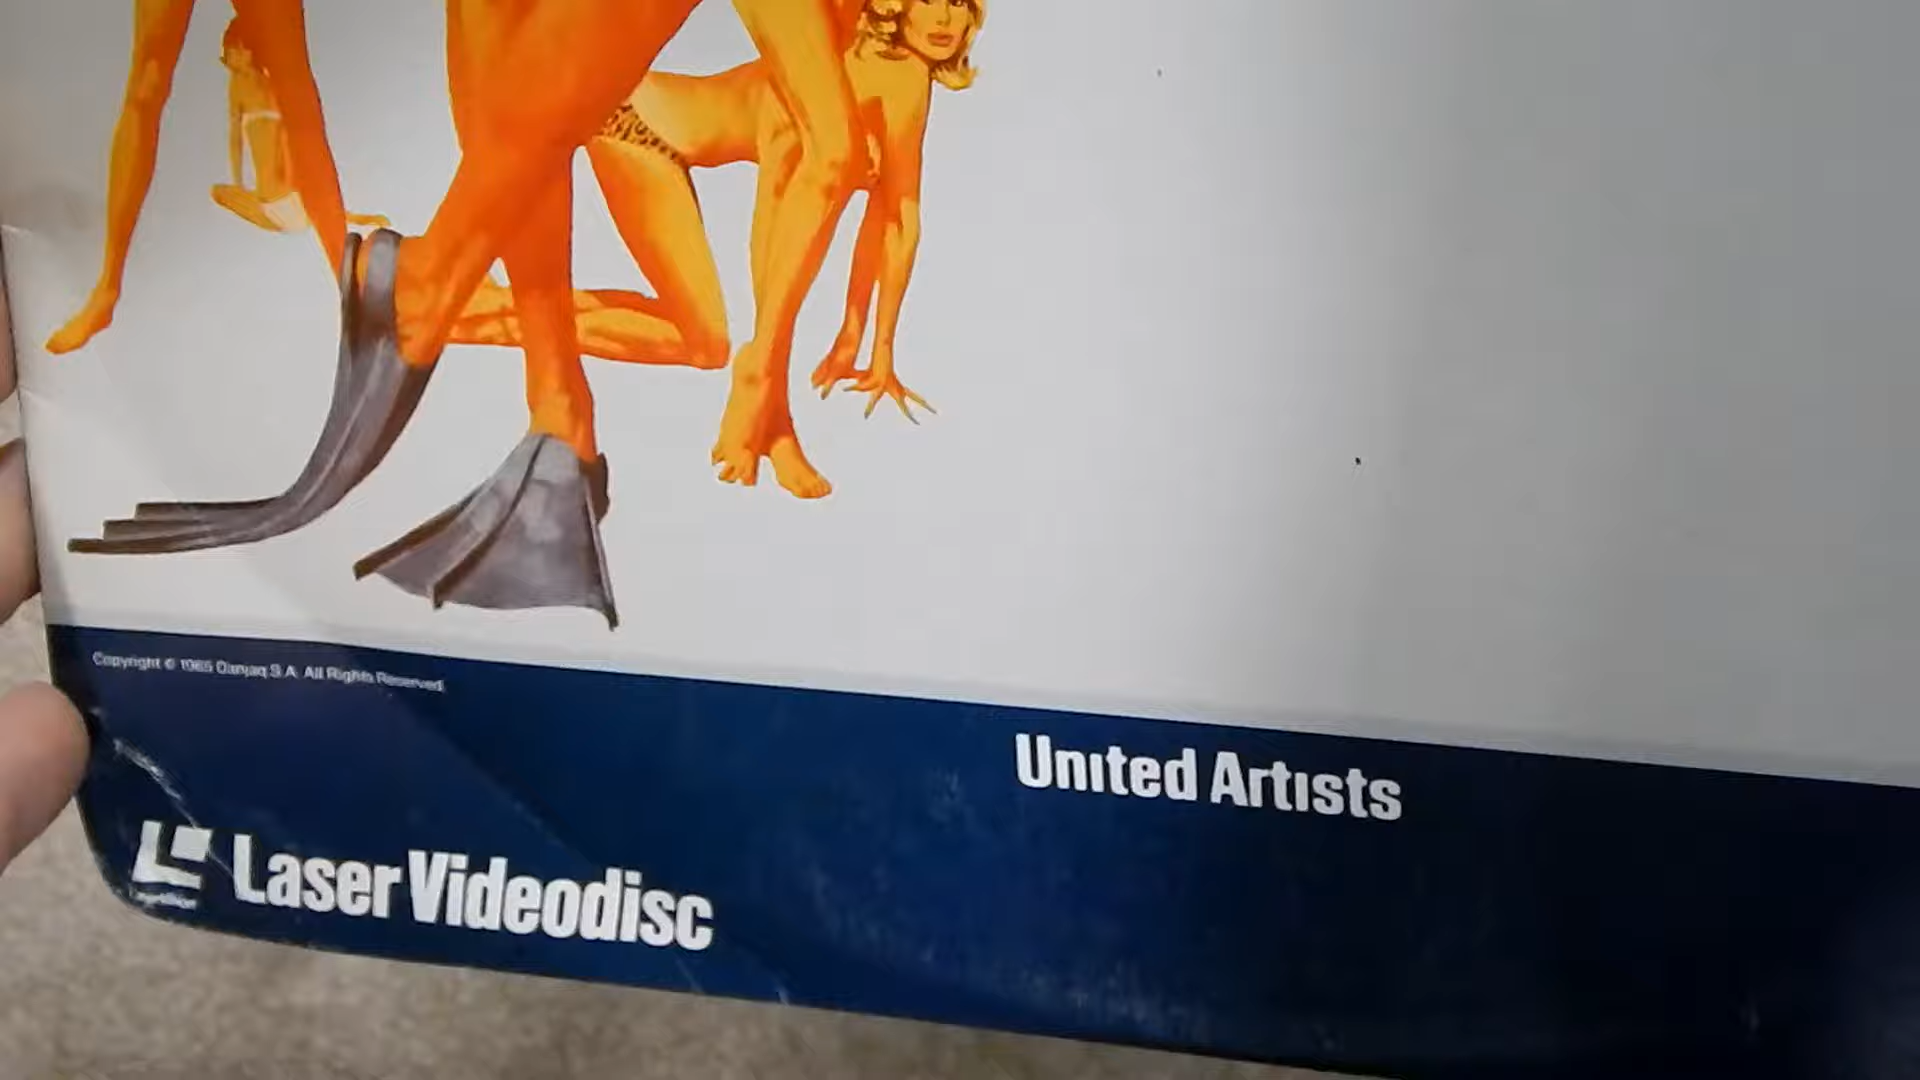 Copyright © 1965 Danjaq S.A. All Rights Reserved
United Artists
Laser Videodisc